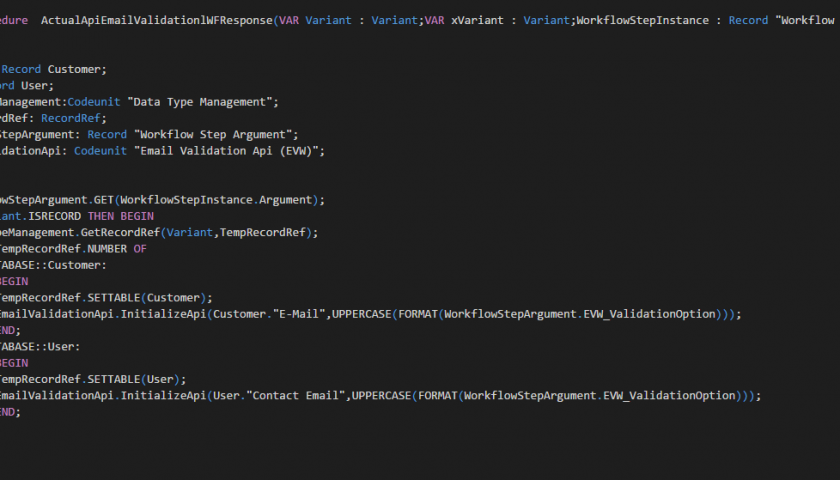 edure  ActualApiEmailValidationlWFResponse(VAR Variant : Variant;VAR xVariant : Variant;WorkflowStepInstance : Record "Workflow
Record Customer;
rd User;
Management:Codeunit "Data Type Management";
rdRef: RecordRef;
StepArgument: Record "Workflow Step Argument";
idationApi: Codeunit "Email Validation Api (EVW)";
owStepArgument.GET(WorkflowStepInstance.Argument);
iant.ISRECORD THEN BEGIN
peManagement.GetRecordRef(Variant,TempRecordRef);
TempRecordRef.NUMBER OF
TABASE::Customer:
BEGIN
TempRecordRef.SETTABLE(Customer);
EmailValidationApi.InitializeApi(Customer."E-Mail",UPPERCASE(FORMAT(WorkflowStepArgument.EVW_ValidationOption)));
END;
TABASE::User:
BEGIN
TempRecordRef.SETTABLE(User);
EmailValidationApi.InitializeApi(User."Contact Email",UPPERCASE(FORMAT(WorkflowStepArgument.EVW_ValidationOption)));
END;